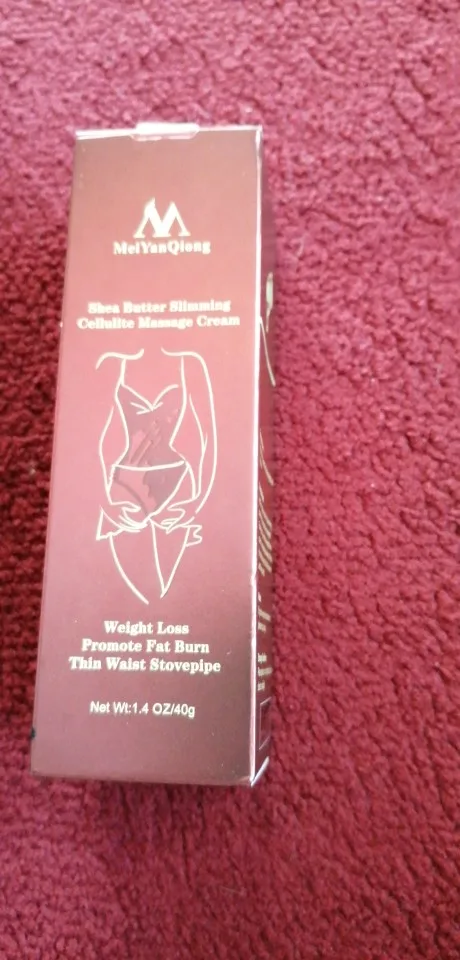 MeiYanQiong
Shea Butter Slimming
Cellulite Massage Cream
Weight Loss
Promote Fat Burn
Thin Waist Stovepipe
Net Wt:1.4 OZ/40g